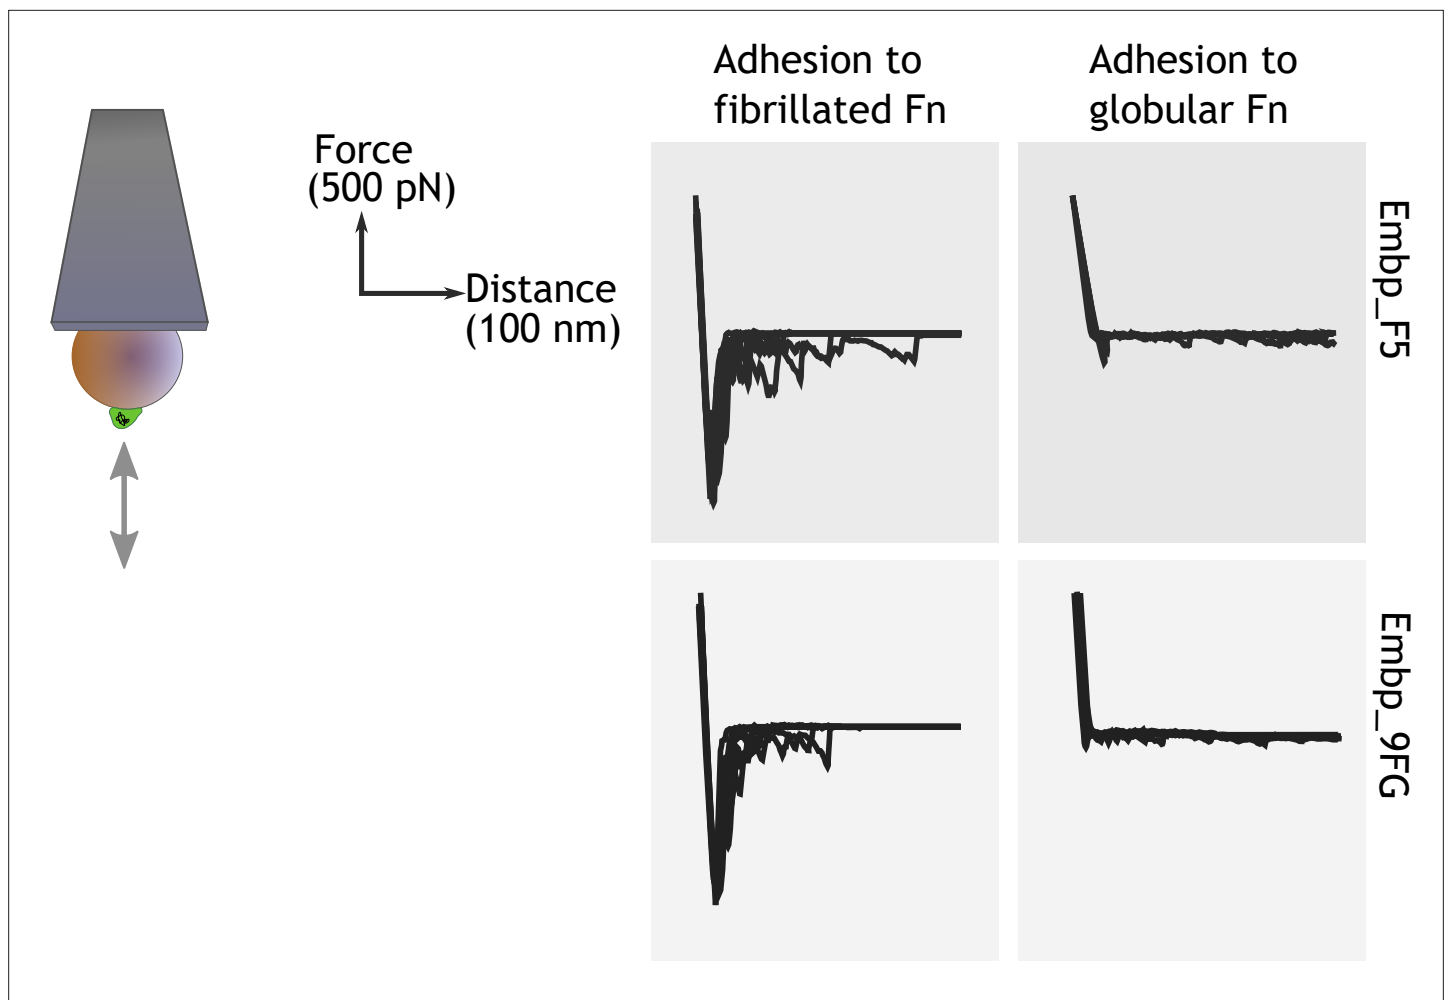 Adhesion to
fibrillated Fn
Adhesion to
globular Fn
Force
(500 pN)
Distance
(100 nm)
Embp_F5
Embp_9FG